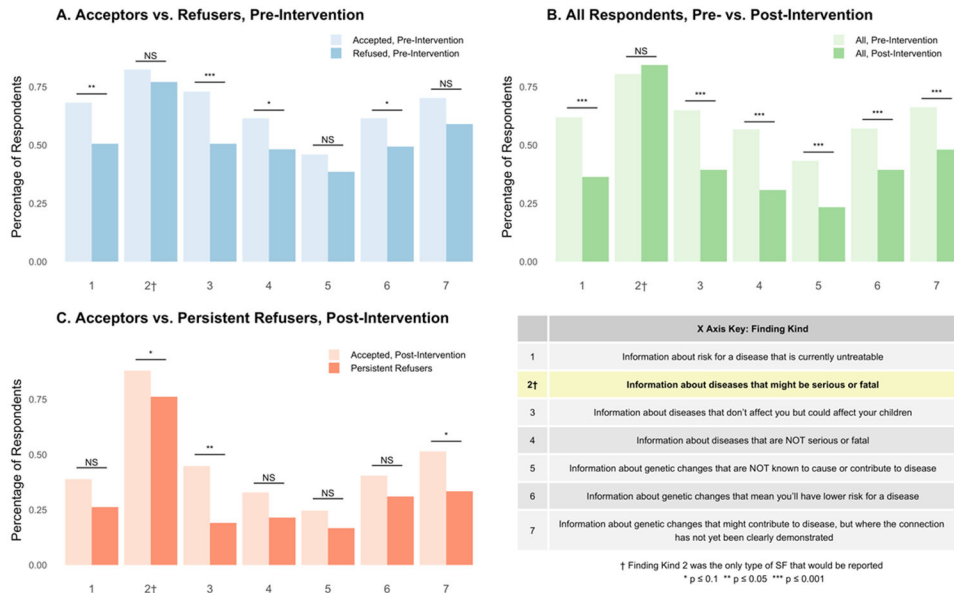 A. Acceptors vs. Refusers, Pre-Intervention
Accepted, Pre-Intervention
Refused, Pre-Intervention
Percentage of Respondents
0.75
0.50
0.25
0.00
**
NS
***
*
NS
*
NS
1
2†
3
4
5
6
7
B. All Respondents, Pre- vs. Post-Intervention
All, Pre-Intervention
All, Post-Intervention
Percentage of Respondents
0.75
0.50
0.25
0.00
***
NS
***
***
***
***
***
1
2†
3
4
5
6
7
C. Acceptors vs. Persistent Refusers, Post-Intervention
Accepted, Post-Intervention
Persistent Refusers
Percentage of Respondents
0.75
0.50
0.25
0.00
NS
*
**
NS
NS
NS
*
1
2†
3
4
5
6
7
X Axis Key: Finding Kind
1 Information about risk for a disease that is currently untreatable
2† Information about diseases that might be serious or fatal
3 Information about diseases that don't affect you but could affect your children
4 Information about diseases that are NOT serious or fatal
5 Information about genetic changes that are NOT known to cause or contribute to disease
6 Information about genetic changes that mean you'll have lower risk for a disease
7 Information about genetic changes that might contribute to disease, but where the connection
has not yet been clearly demonstrated
† Finding Kind 2 was the only type of SF that would be reported
* p ≤ 0.1 ** p ≤ 0.05 *** p ≤ 0.001